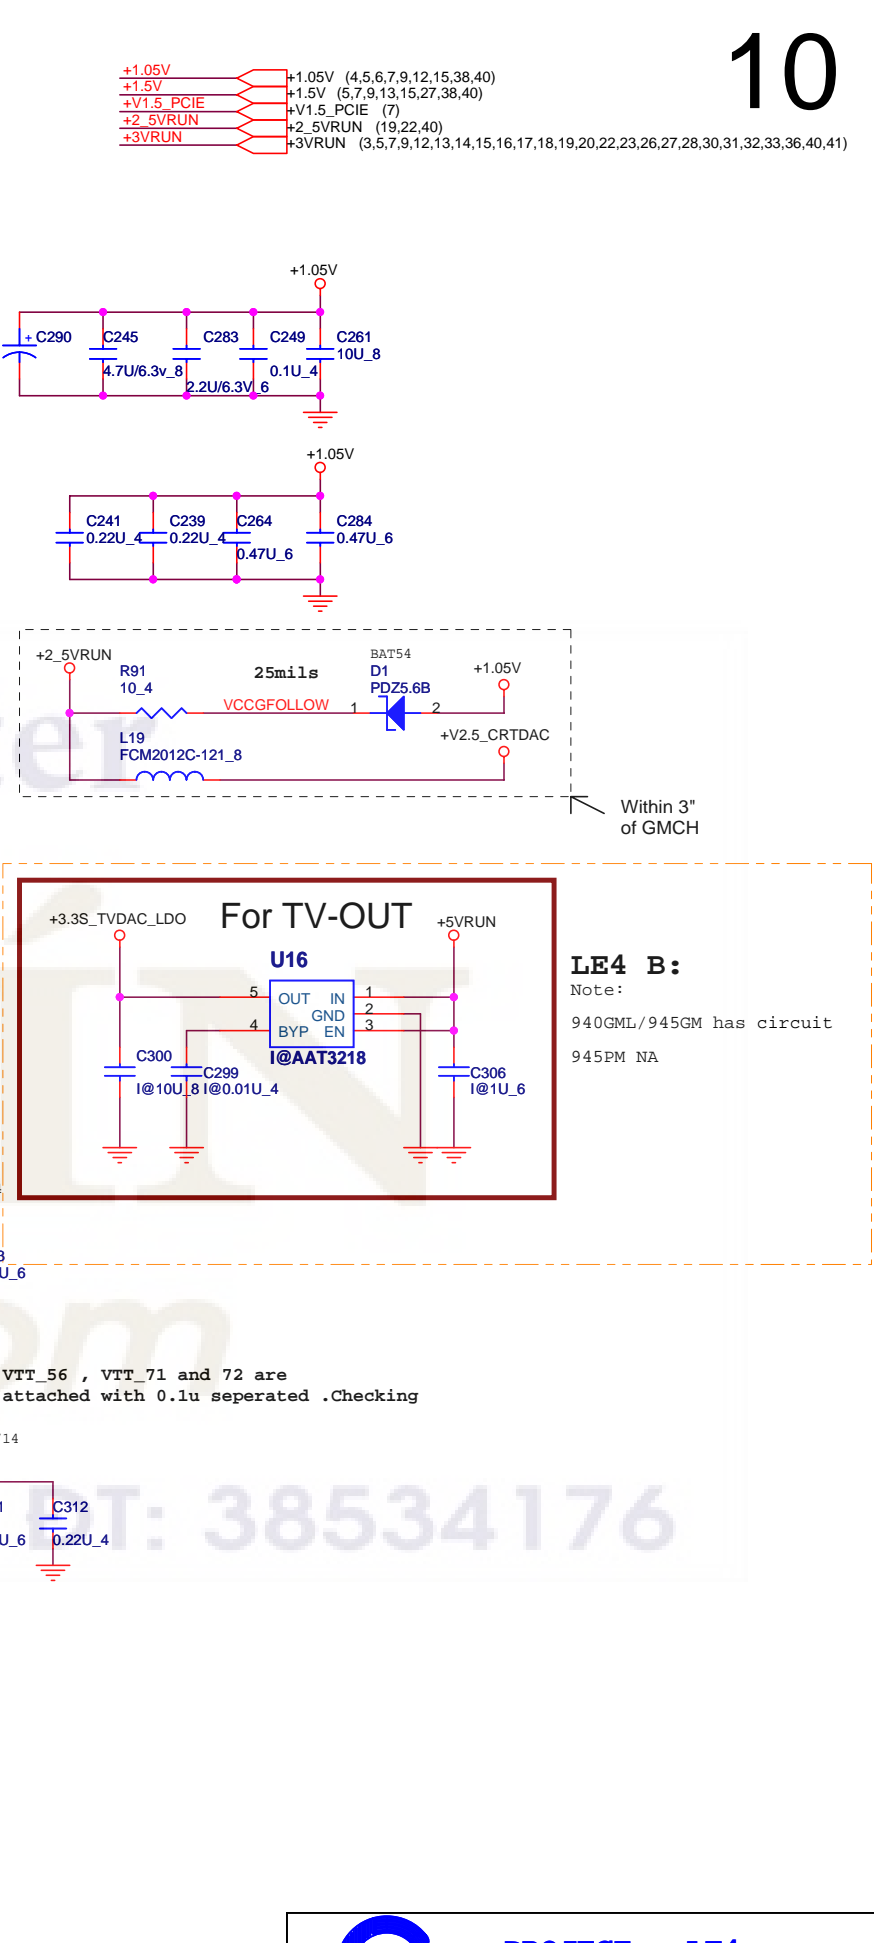 10
+1.05V +1.05V (4,5,6,7,9,12,15,38,40)
+1.5V +1.5V (5,7,9,13,15,27,38,40)
+V1.5_PCIE +V1.5_PCIE (7)
+2_5VRUN +2_5VRUN (19,22,40)
+3VRUN +3VRUN (3,5,7,9,12,13,14,15,16,17,18,19,20,22,23,26,27,28,30,31,32,33,36,40,41)
+1.05V
+ C290 C245 C283 C249 C261
10U_8
4.7U/6.3v_8 0.1U_4
2.2U/6.3V_6
+1.05V
C241 C239 C264 C284
0.22U_4 0.22U_4 0.47U_6
0.47U_6
+2_5VRUN
R91
10_4
25mils
VCCGFOLLOW
BAT54
D1
PDZ5.6B
1 2
+1.05V
L19
FCM2012C-121_8
+V2.5_CRTDAC
Within 3"
of GMCH
+3.3S_TVDAC_LDO
For TV-OUT
+5VRUN
U16
5 OUT IN 1
GND 2
4 BYP EN 3
I@AAT3218
C300
I@10U_8
C299
I@0.01U_4
C306
I@1U_6
LE4 B:
Note:
940GML/945GM has circuit
945PM NA
U_6
VTT_56 , VTT_71 and 72 are
attached with 0.1u seperated .Checking
14
C312
U_6 0.22U_4
DT: 38534176